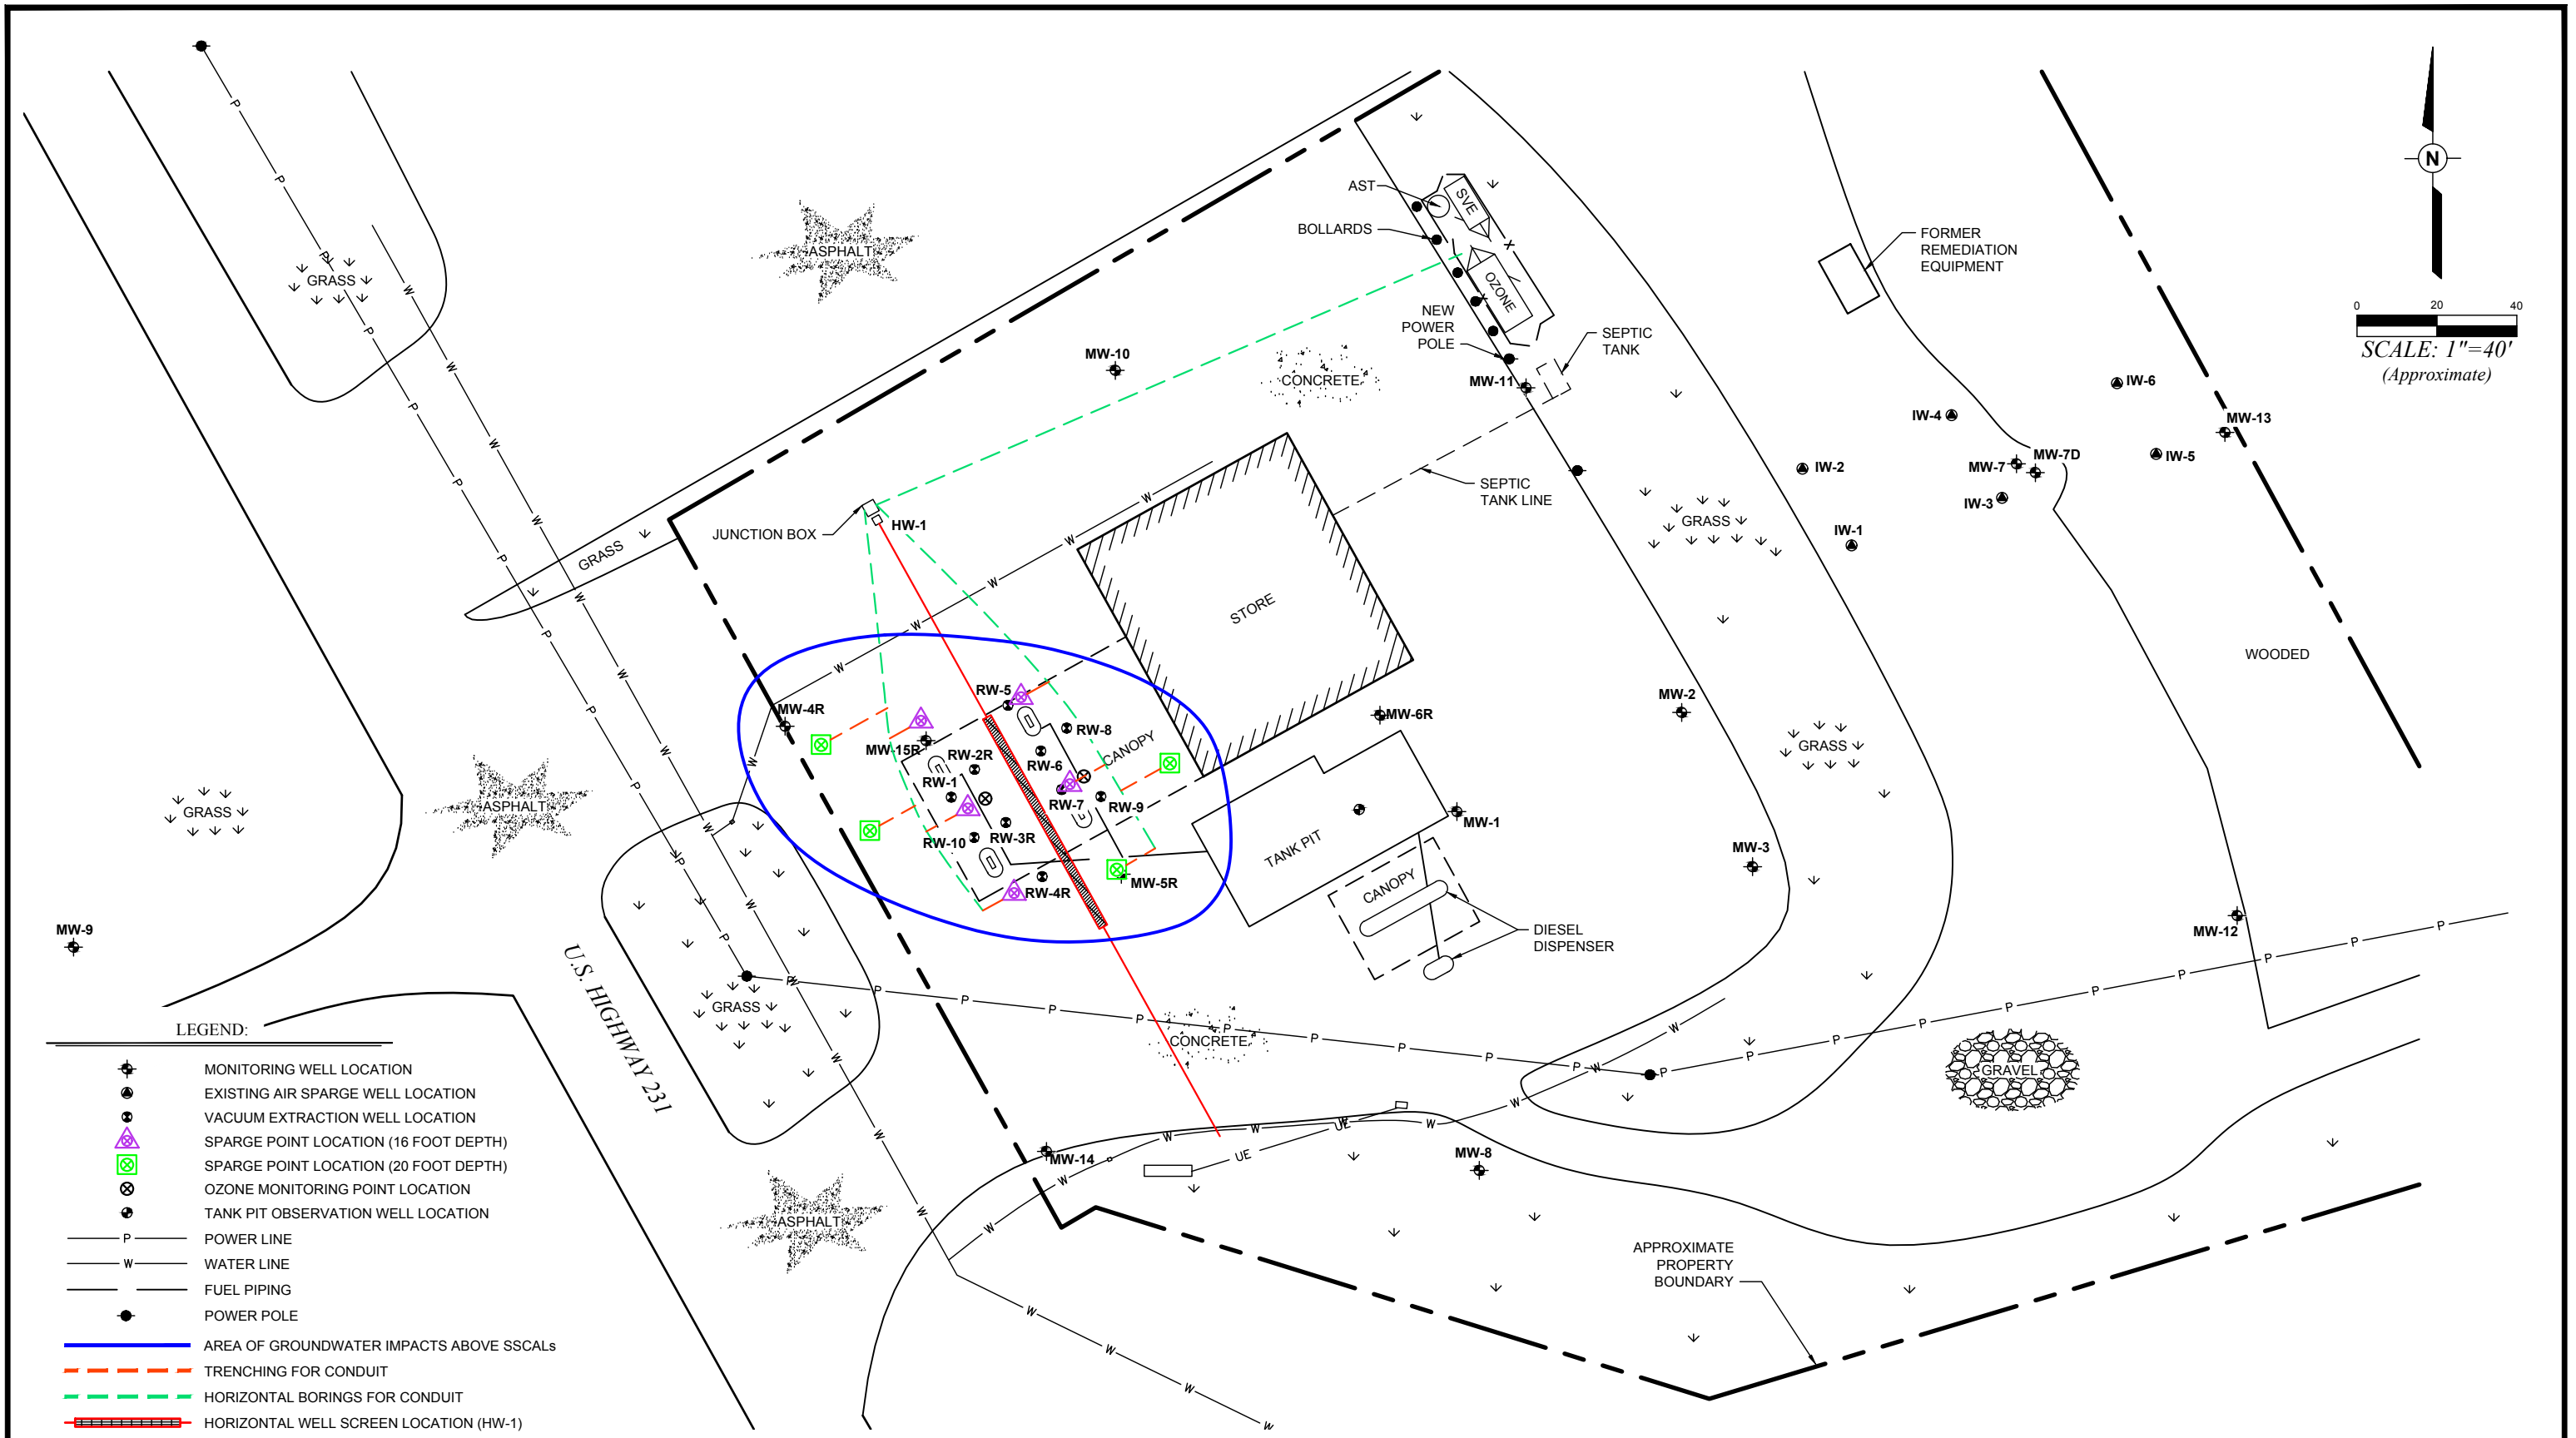 N
0 20 40
SCALE: 1"=40'
(Approximate)
AST
SVE
BOLLARDS
OZONE
NEW
POWER
POLE
SEPTIC
TANK
FORMER
REMEDIATION
EQUIPMENT
ASPHALT
GRASS
MW-10
CONCRETE
MW-11
IW-6
IW-4
MW-13
IW-2
MW-7
MW-7D
IW-5
IW-3
IW-1
SEPTIC
TANK LINE
GRASS
JUNCTION BOX
HW-1
GRASS
STORE
WOODED
MW-4R
RW-5
MW-15R
RW-8
CANOPY
RW-2R
RW-6
RW-1
RW-7
RW-9
RW-3R
RW-10
RW-4R
MW-5R
MW-6R
MW-2
GRASS
TANK PIT
MW-1
MW-3
CANOPY
DIESEL
DISPENSER
MW-12
GRASS
ASPHALT
MW-9
U.S. HIGHWAY 231
GRASS
CONCRETE
GRAVEL
UE
UE
MW-14
MW-8
ASPHALT
APPROXIMATE
PROPERTY
BOUNDARY
LEGEND:
MONITORING WELL LOCATION
EXISTING AIR SPARGE WELL LOCATION
VACUUM EXTRACTION WELL LOCATION
SPARGE POINT LOCATION (16 FOOT DEPTH)
SPARGE POINT LOCATION (20 FOOT DEPTH)
OZONE MONITORING POINT LOCATION
TANK PIT OBSERVATION WELL LOCATION
P POWER LINE
W WATER LINE
FUEL PIPING
POWER POLE
AREA OF GROUNDWATER IMPACTS ABOVE SSCALs
TRENCHING FOR CONDUIT
HORIZONTAL BORINGS FOR CONDUIT
HORIZONTAL WELL SCREEN LOCATION (HW-1)